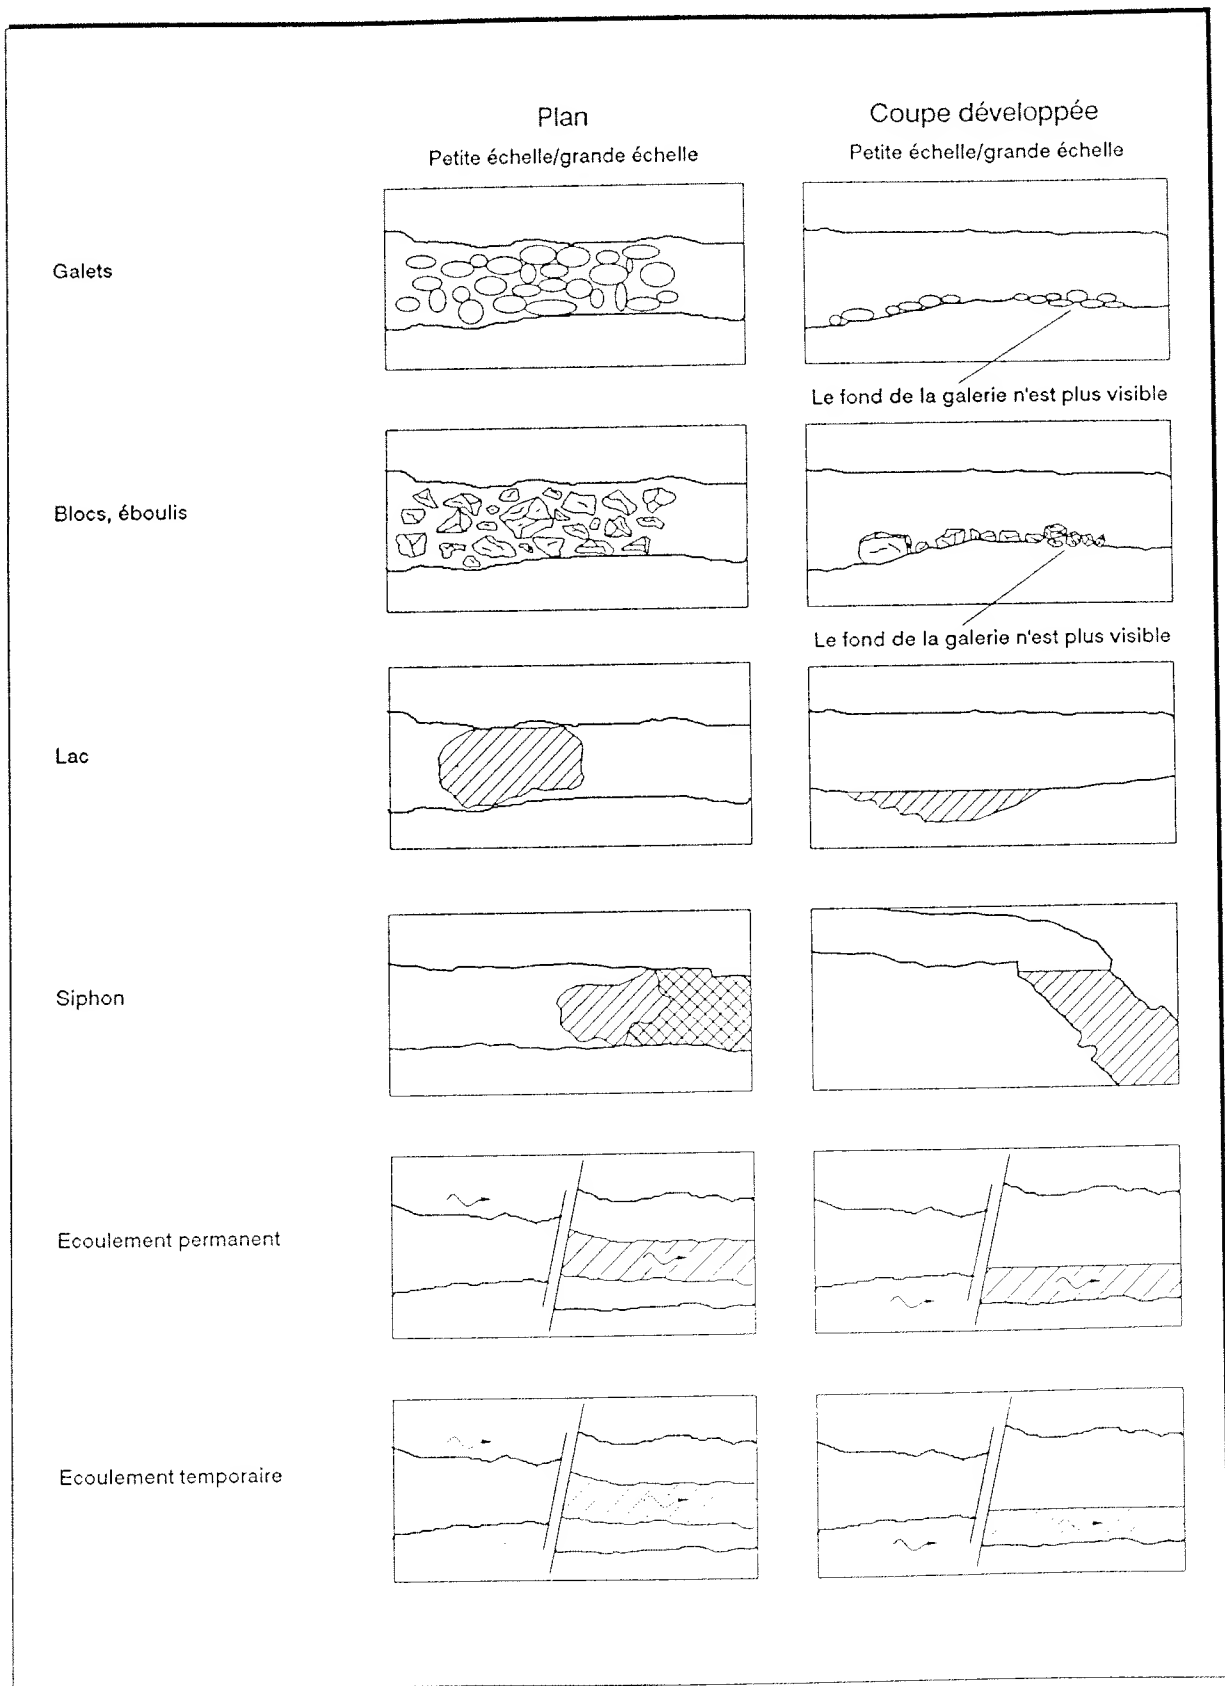 Plan
Coupe développée
Petite échelle/grande échelle
Petite échelle/grande échelle
Galets
Le fond de la galerie n'est plus visible
Blocs, éboulis
Le fond de la galerie n'est plus visible
Lac
Siphon
Ecoulement permanent
Ecoulement temporaire